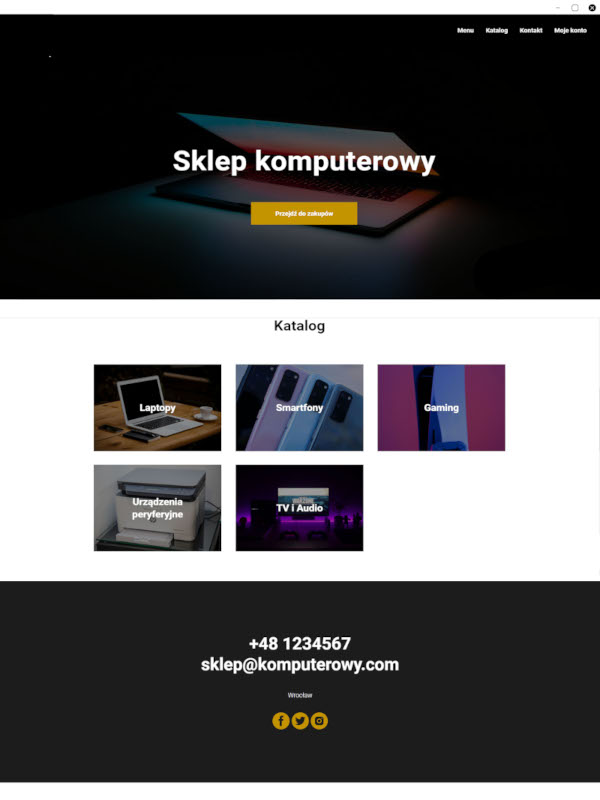 Menu Katalog Kontakt Moje konto
Sklep komputerowy
Przejdź do zakupów
Katalog
Laptopy
Smartfony
Gaming
Urządzenia
peryferyjne
TV i Audio
+48 1234567
sklep@komputerowy.com
Wrocław